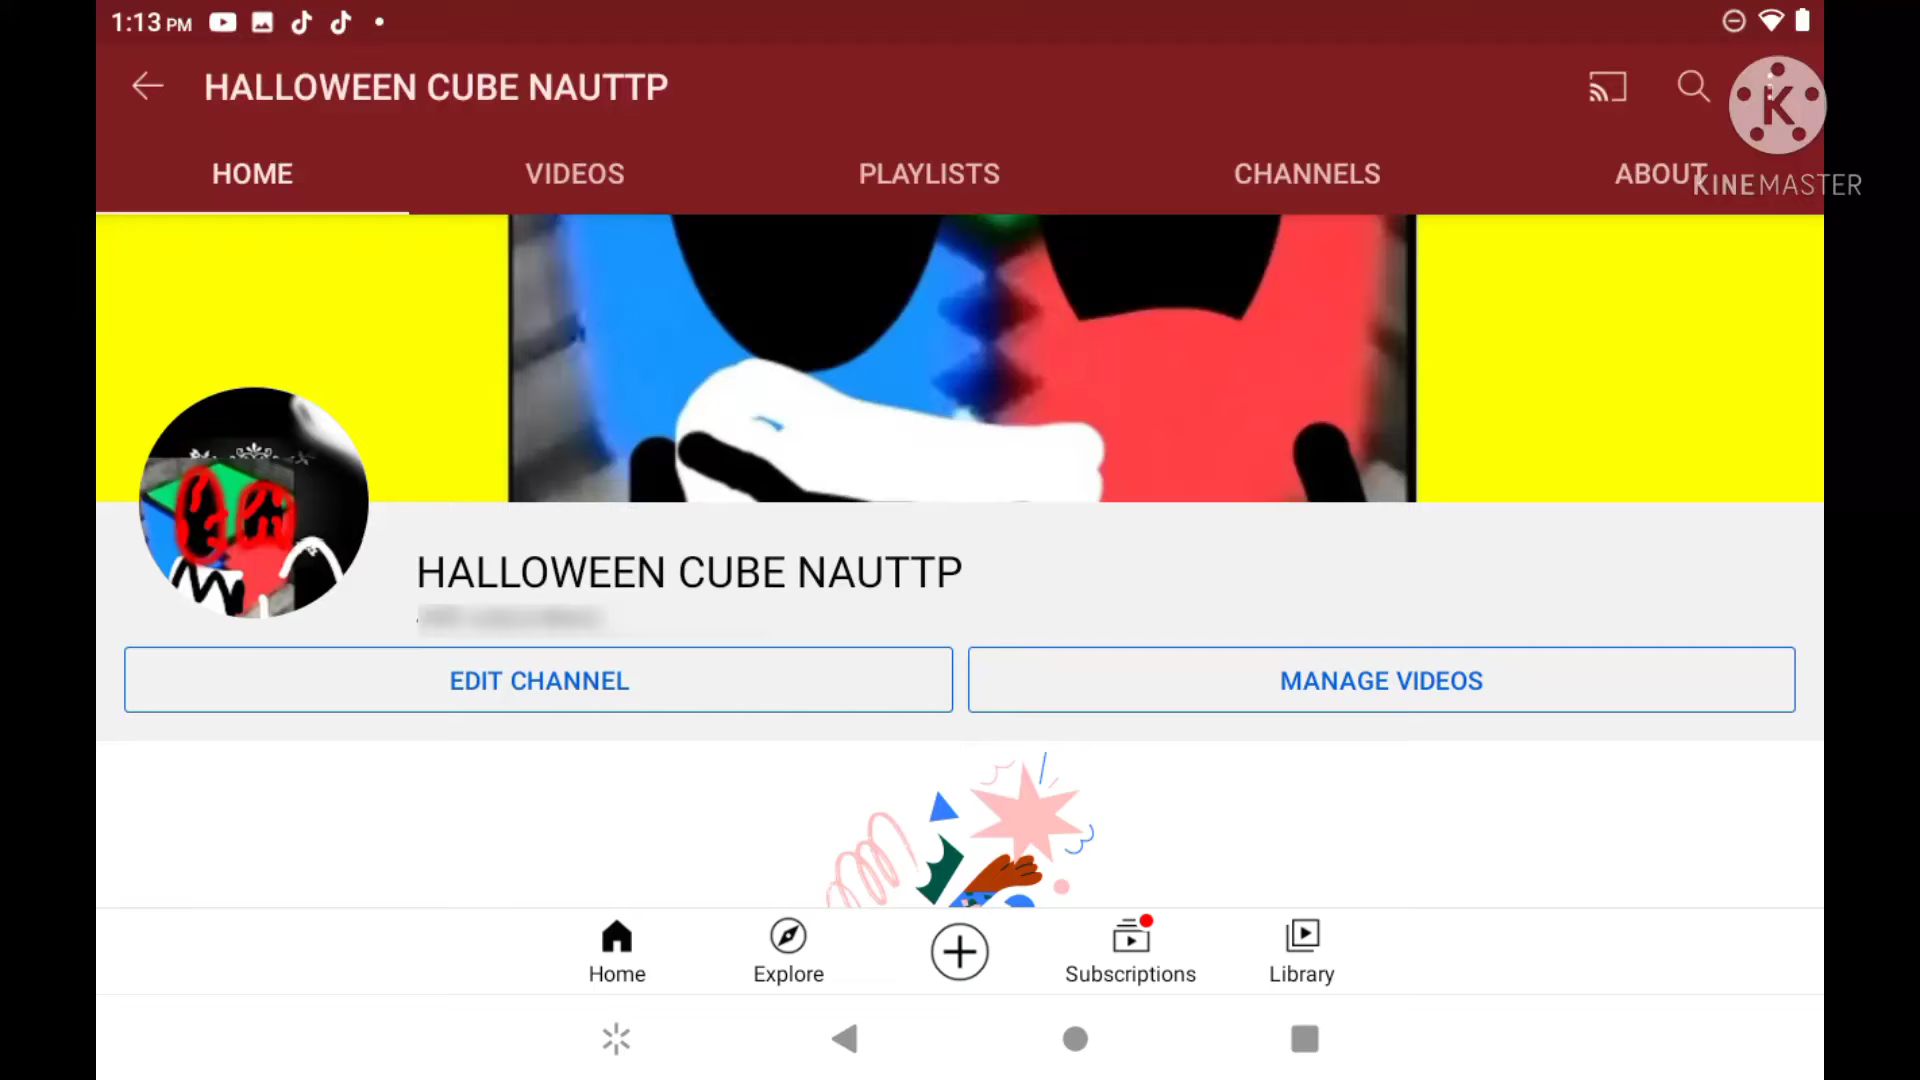 1:13 PM
HALLOWEEN CUBE NAUTTP
K
KINEMASTER
HOME
VIDEOS
PLAYLISTS
CHANNELS
ABOUT
HALLOWEEN CUBE NAUTTP
EDIT CHANNEL
MANAGE VIDEOS
Home
Explore
Subscriptions
Library